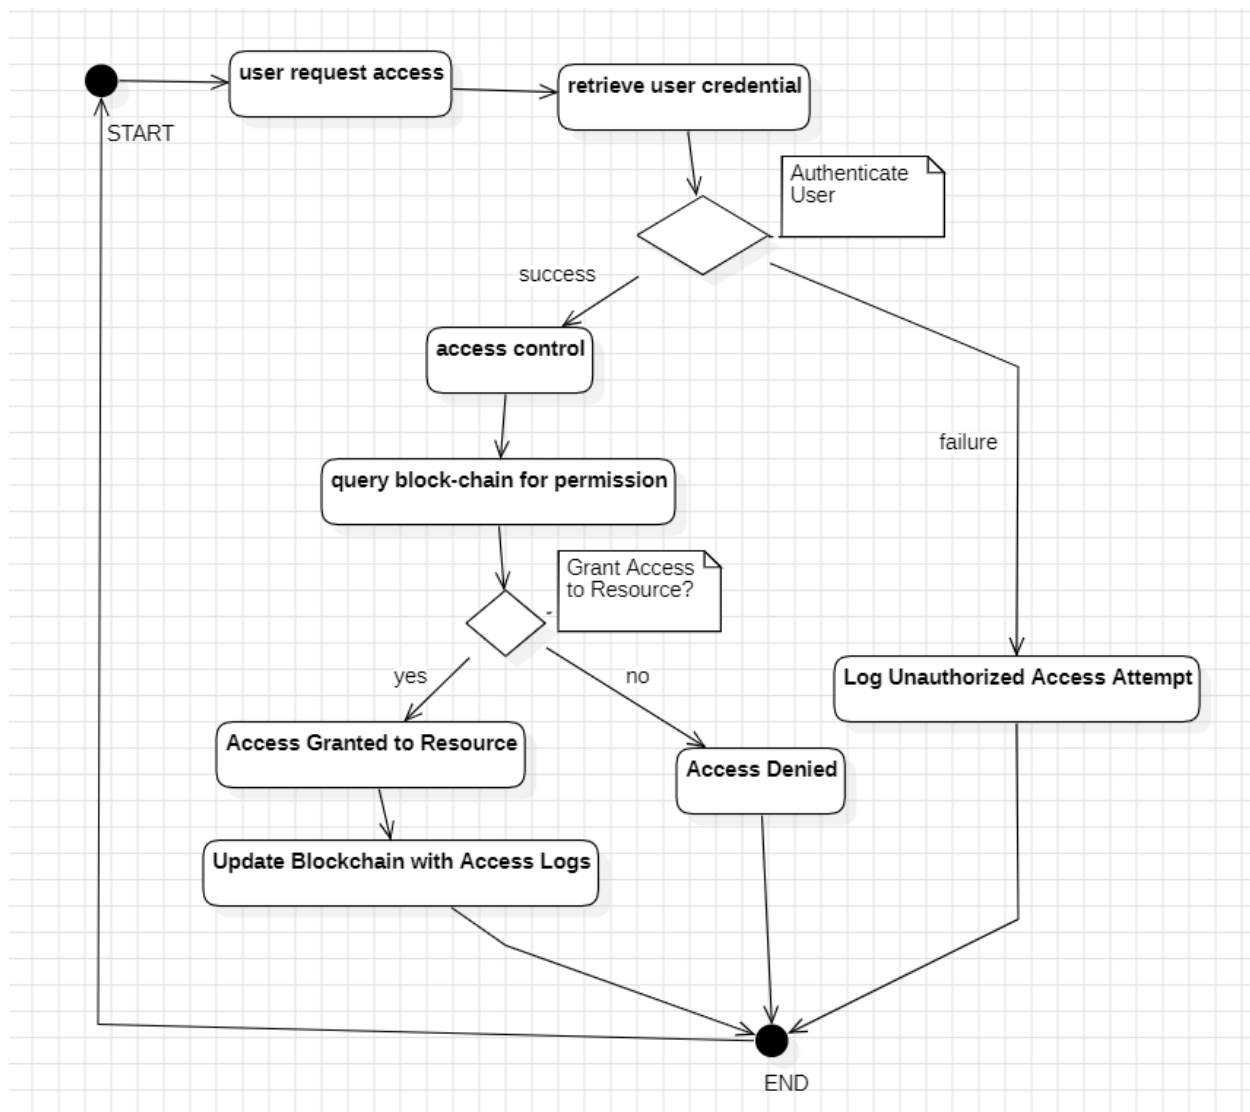 user request access
retrieve user credential
START
Authenticate
User
success
access control
failure
query block-chain for permission
Grant Access
to Resource?
yes
no
Log Unauthorized Access Attempt
Access Granted to Resource
Access Denied
Update Blockchain with Access Logs
END